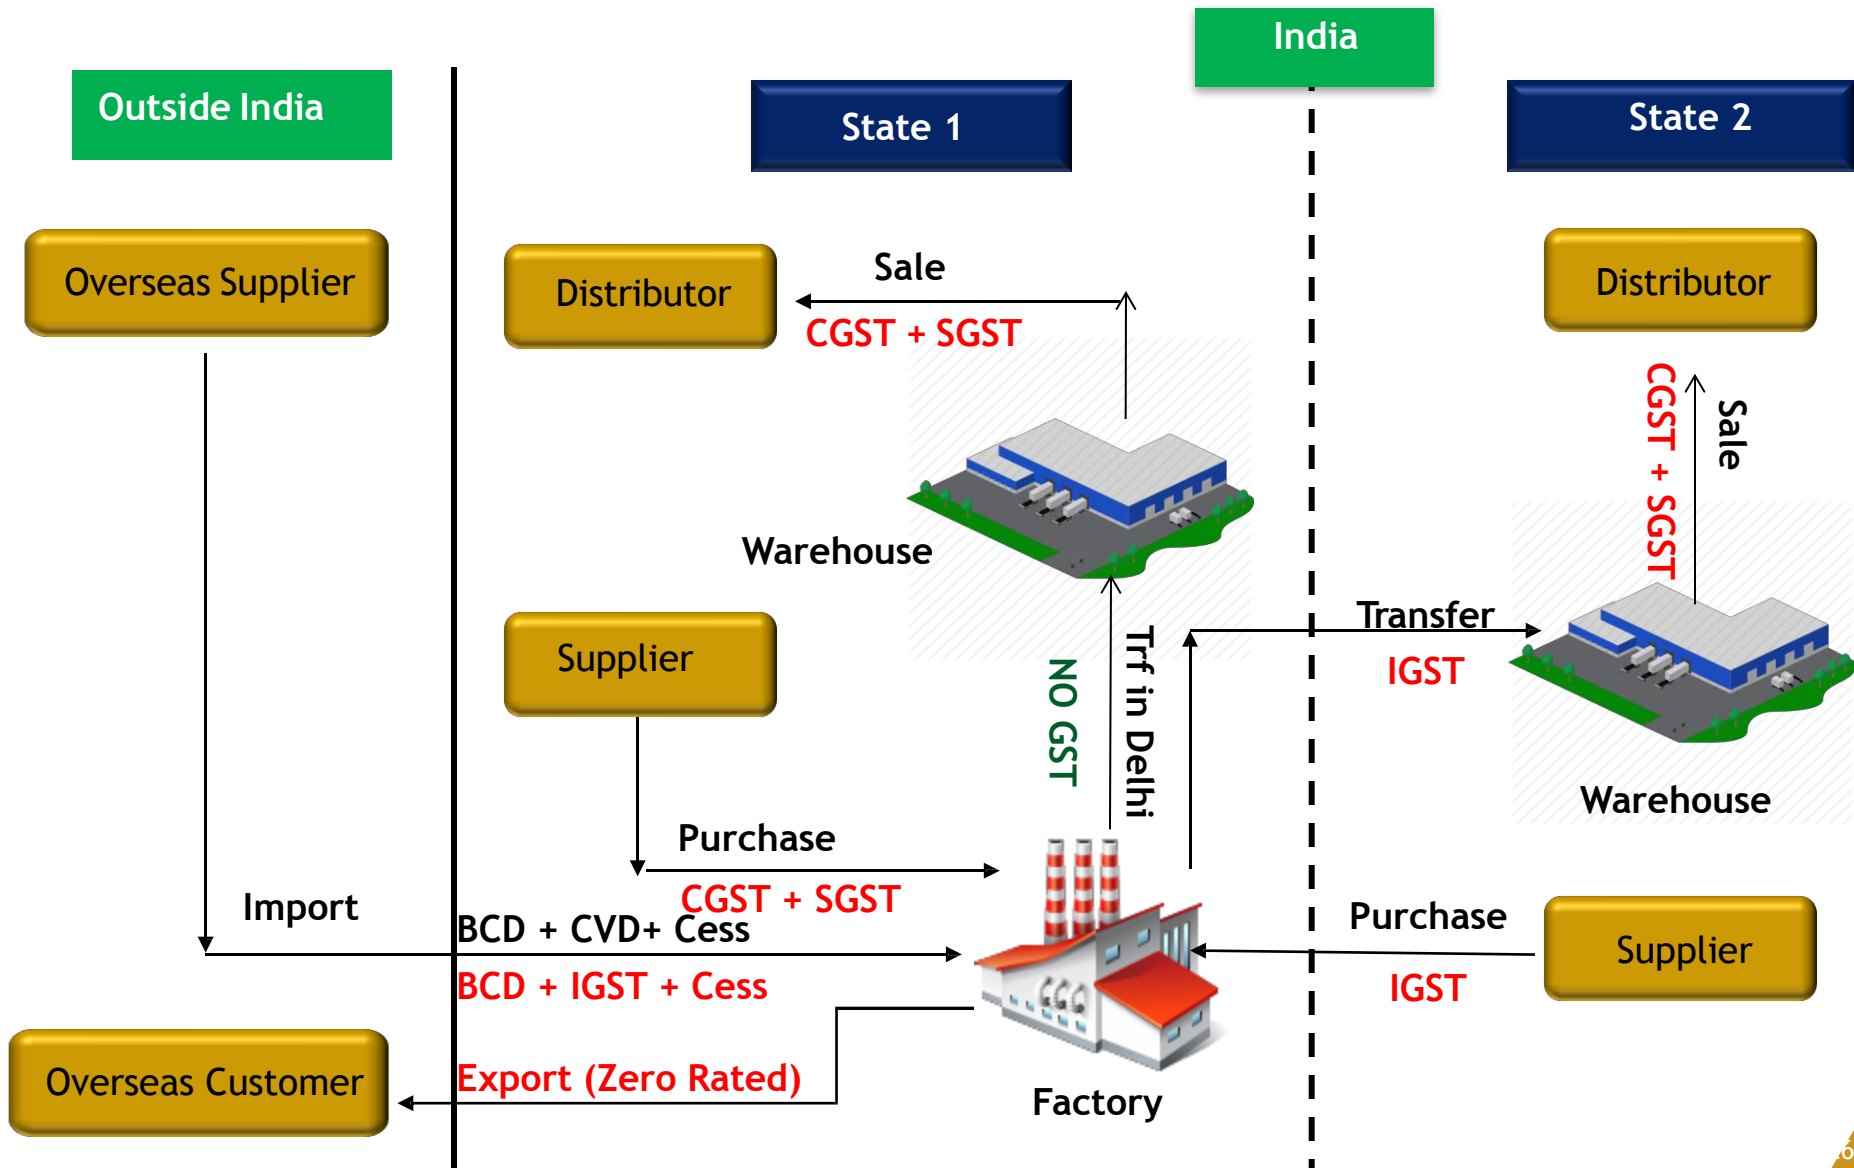 India
Outside India
State 1
State 2
Overseas Supplier
Distributor
Sale
CGST + SGST
Distributor
CGST + SGST
Sale
Warehouse
Supplier
NO GST
Trf in Delhi
Transfer
IGST
Warehouse
Purchase
CGST + SGST
Import
BCD + CVD+ Cess
BCD + IGST + Cess
Purchase
IGST
Supplier
Overseas Customer
Export (Zero Rated)
Factory